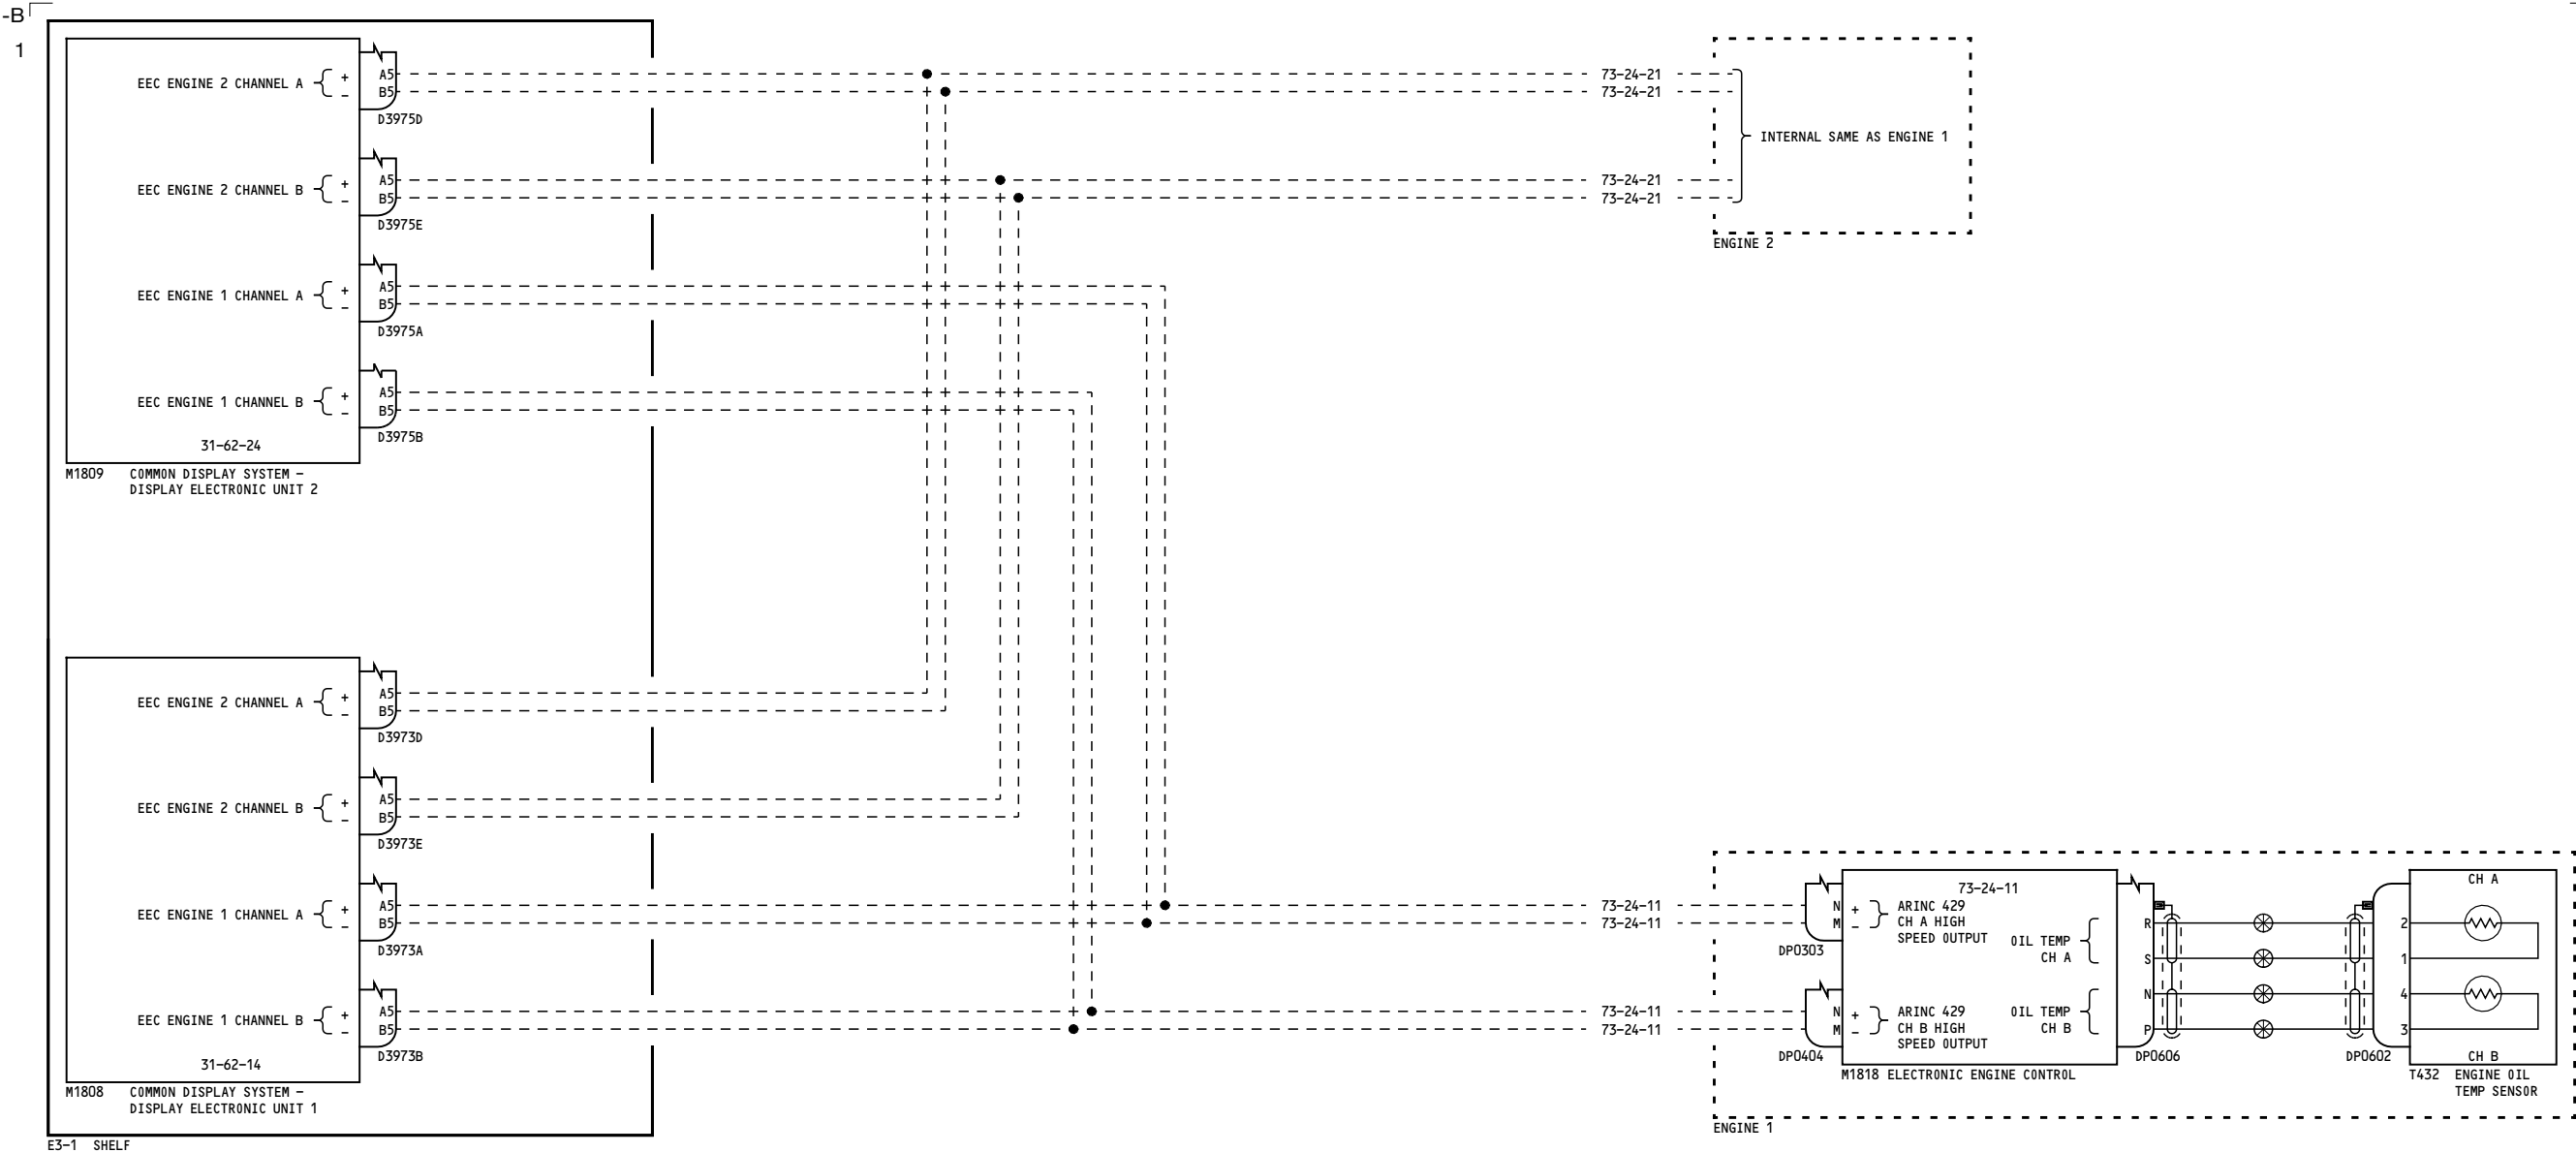 -B
1
EEC ENGINE 2 CHANNEL A + −
A5
B5
D3975D
EEC ENGINE 2 CHANNEL B + −
A5
B5
D3975E
EEC ENGINE 1 CHANNEL A + −
A5
B5
D3975A
EEC ENGINE 1 CHANNEL B + −
A5
B5
D3975B
31-62-24
M1809 COMMON DISPLAY SYSTEM -
DISPLAY ELECTRONIC UNIT 2
73-24-21
73-24-21
73-24-21
73-24-21
INTERNAL SAME AS ENGINE 1
ENGINE 2
EEC ENGINE 2 CHANNEL A + −
A5
B5
D3973D
EEC ENGINE 2 CHANNEL B + −
A5
B5
D3973E
EEC ENGINE 1 CHANNEL A + −
A5
B5
D3973A
EEC ENGINE 1 CHANNEL B + −
A5
B5
D3973B
31-62-14
M1808 COMMON DISPLAY SYSTEM -
DISPLAY ELECTRONIC UNIT 1
E3-1 SHELF
73-24-11
73-24-11
73-24-11
73-24-11
N
M
DP0303
N
M
DP0404
73-24-11
+ − ARINC 429
CH A HIGH
SPEED OUTPUT
OIL TEMP
CH A
+ − ARINC 429
CH B HIGH
SPEED OUTPUT
OIL TEMP
CH B
M1818 ELECTRONIC ENGINE CONTROL
R
S
N
P
DP0606
2
1
4
3
DP0602
CH A
CH B
T432 ENGINE OIL
TEMP SENSOR
ENGINE 1